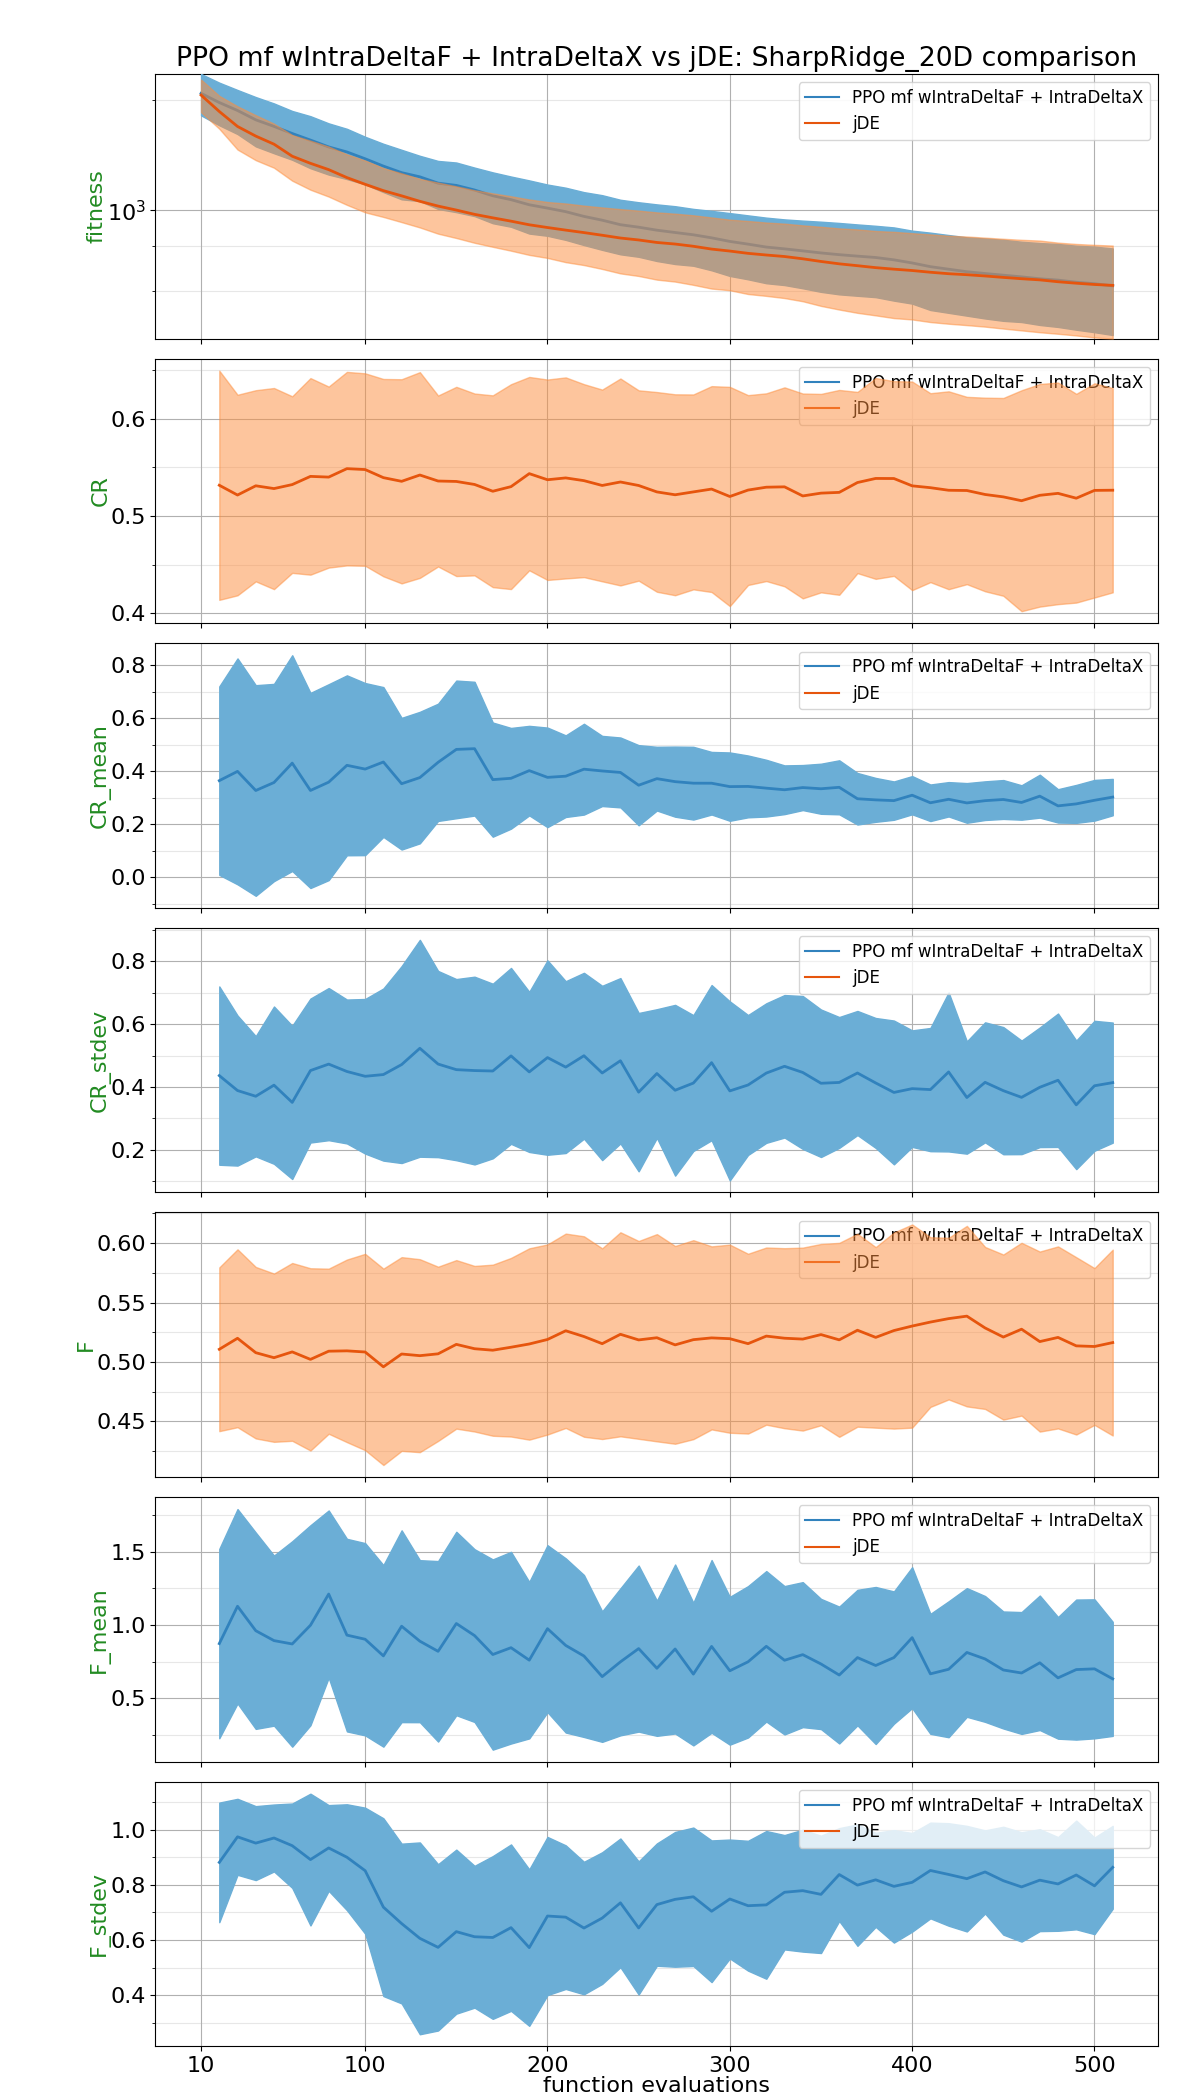 PPO mf wIntraDeltaF + IntraDeltaX vs jDE: SharpRidge_20D comparison
PPO mf wIntraDeltaF + IntraDeltaX
jDE
fitness
10³
PPO mf wIntraDeltaF + IntraDeltaX
jDE
CR
0.6
0.5
0.4
PPO mf wIntraDeltaF + IntraDeltaX
jDE
CR_mean
0.8
0.6
0.4
0.2
0.0
PPO mf wIntraDeltaF + IntraDeltaX
jDE
CR_stdev
0.8
0.6
0.4
0.2
PPO mf wIntraDeltaF + IntraDeltaX
jDE
F
0.60
0.55
0.50
0.45
PPO mf wIntraDeltaF + IntraDeltaX
jDE
F_mean
1.5
1.0
0.5
PPO mf wIntraDeltaF + IntraDeltaX
jDE
F_stdev
1.0
0.8
0.6
0.4
10 100 200 300 400 500
function evaluations